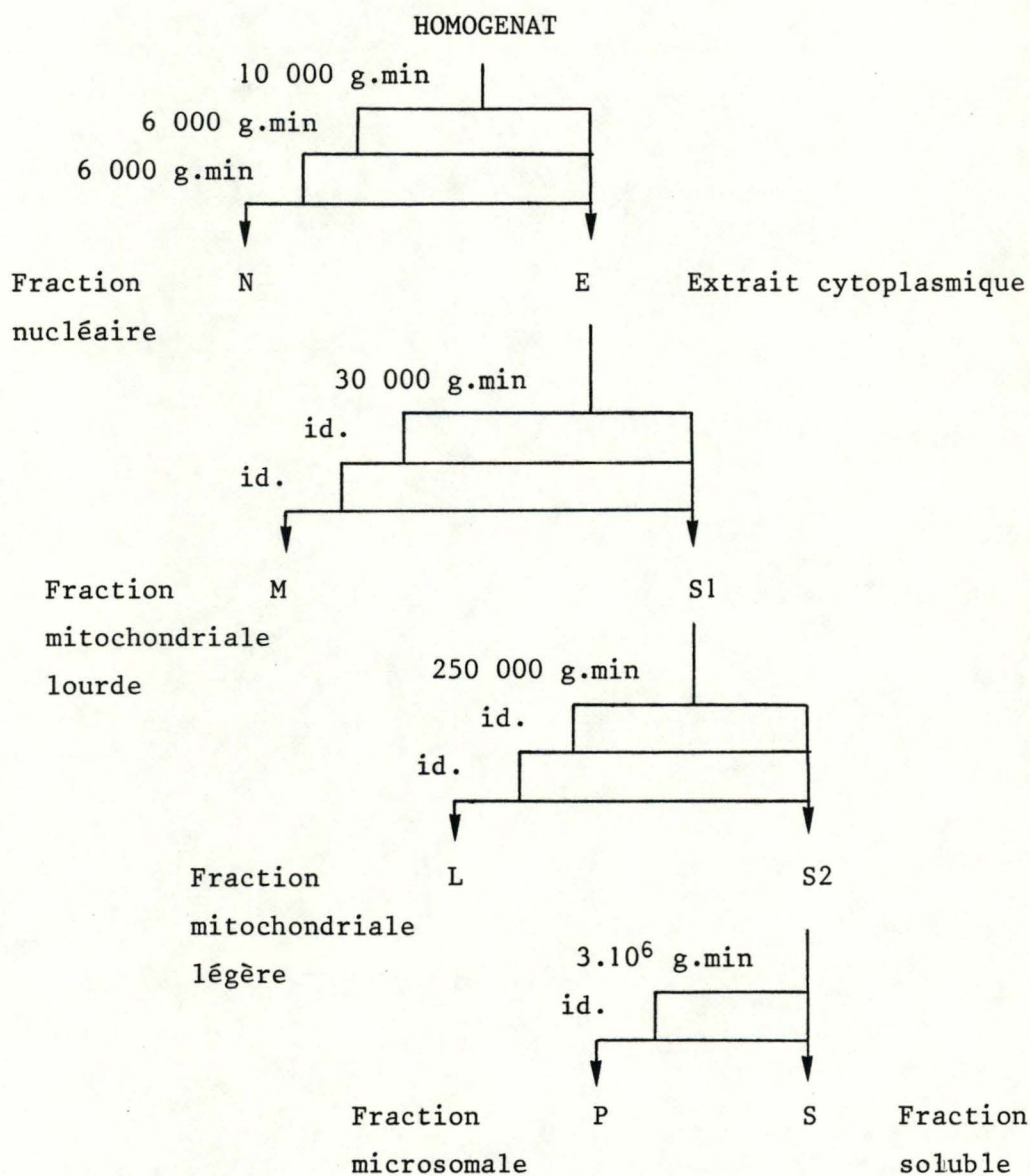 HOMOGENAT
10 000 g.min
6 000 g.min
6 000 g.min
Fraction N E Extrait cytoplasmique
nucléaire
30 000 g.min
id.
id.
Fraction M S1
mitochondriale
lourde
250 000 g.min
id.
id.
Fraction L S2
mitochondriale
légère
3.10⁶ g.min
id.
Fraction P S Fraction
microsomale soluble